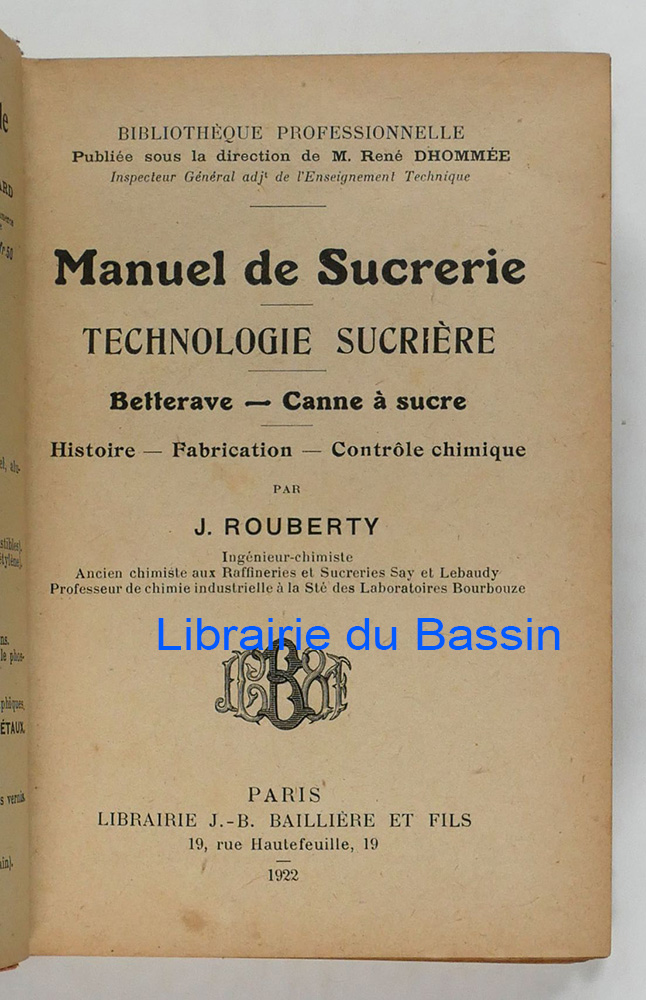 BIBLIOTHÈQUE PROFESSIONNELLE
Publiée sous la direction de M. René DHOMMÉE
Inspecteur Général adjt de l'Enseignement Technique
Manuel de Sucrerie
TECHNOLOGIE SUCRIÈRE
Betterave — Canne à sucre
Histoire — Fabrication — Contrôle chimique
PAR
J. ROUBERTY
Ingénieur-chimiste
Ancien chimiste aux Raffineries et Sucreries Say et Lebaudy
Professeur de chimie industrielle à la Sté des Laboratoires Bourbouze
Librairie du Bassin
PARIS
LIBRAIRIE J.-B. BAILLIÈRE ET FILS
19, rue Hautefeuille, 19
1922